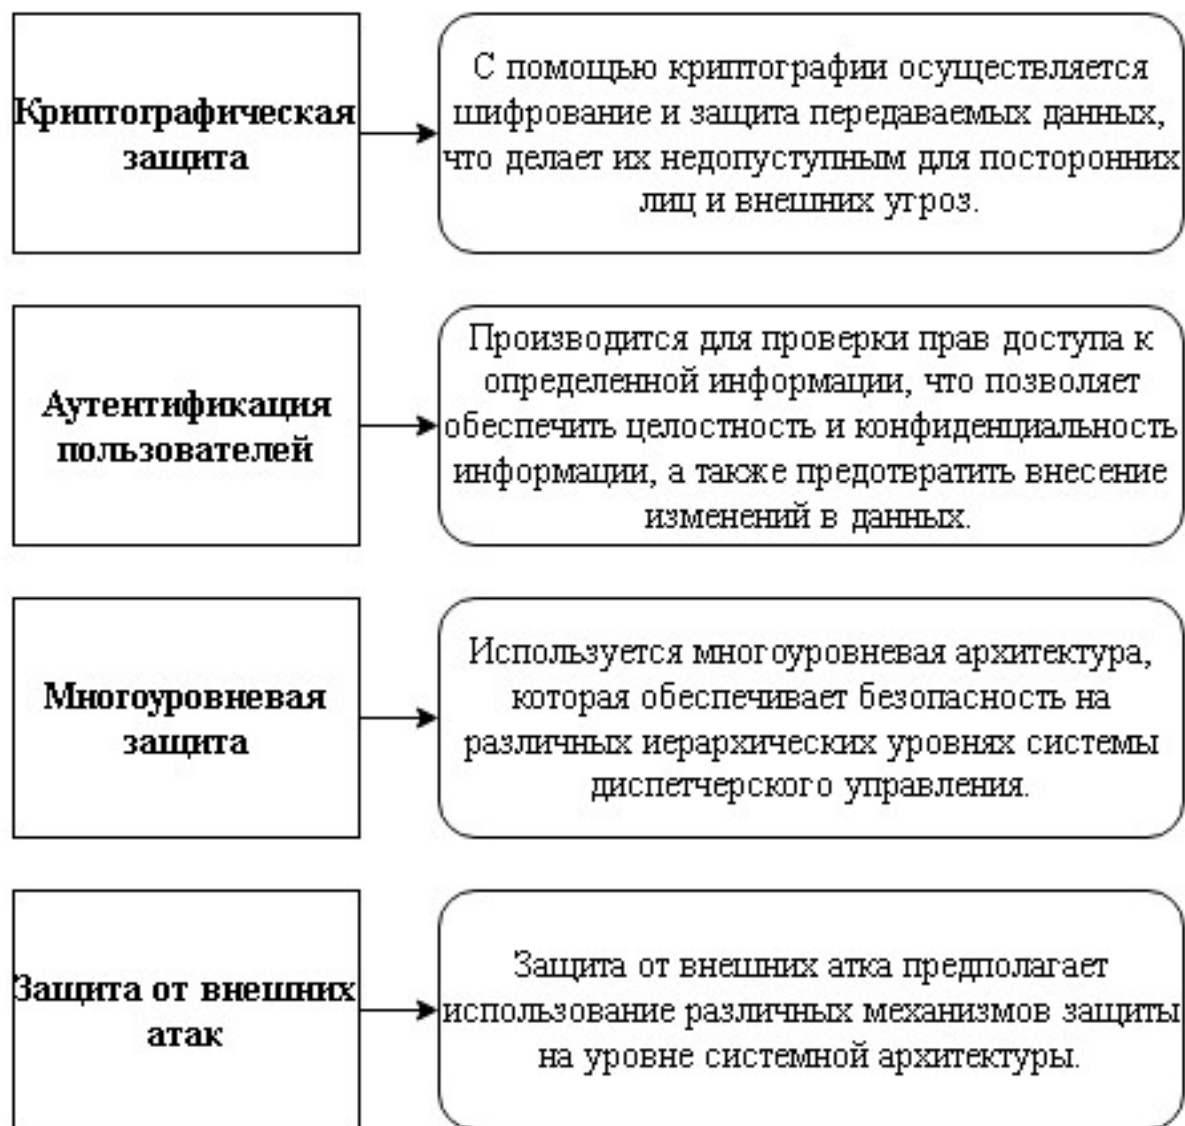 Криптографическая
защита
С помощью криптографии осуществляется
шифрование и защита передаваемых данных,
что делает их недопуступным для посторонних
лиц и внешних угроз.
Аутентификация
пользователей
Производится для проверки прав доступа к
определенной информации, что позволяет
обеспечить целостность и конфиденциальность
информации, а также предотвратить внесение
изменений в данных.
Многоуровневая
защита
Используется многоуровневая архитектура,
которая обеспечивает безопасность на
различных иерархических уровнях системы
диспетчерского управления.
Защита от внешних
атак
Защита от внешних атка предполагает
использование различных механизмов защиты
на уровне системной архитектуры.